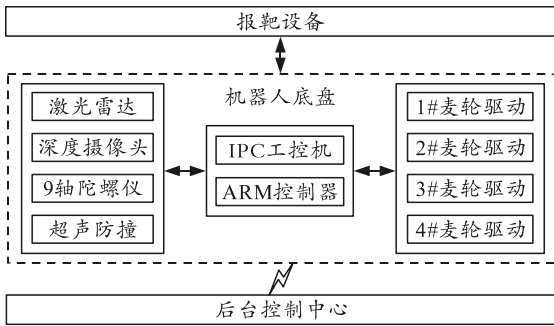 报靶设备
机器人底盘
激光雷达
深度摄像头
9轴陀螺仪
超声防撞
IPC工控机
ARM控制器
1#麦轮驱动
2#麦轮驱动
3#麦轮驱动
4#麦轮驱动
后台控制中心